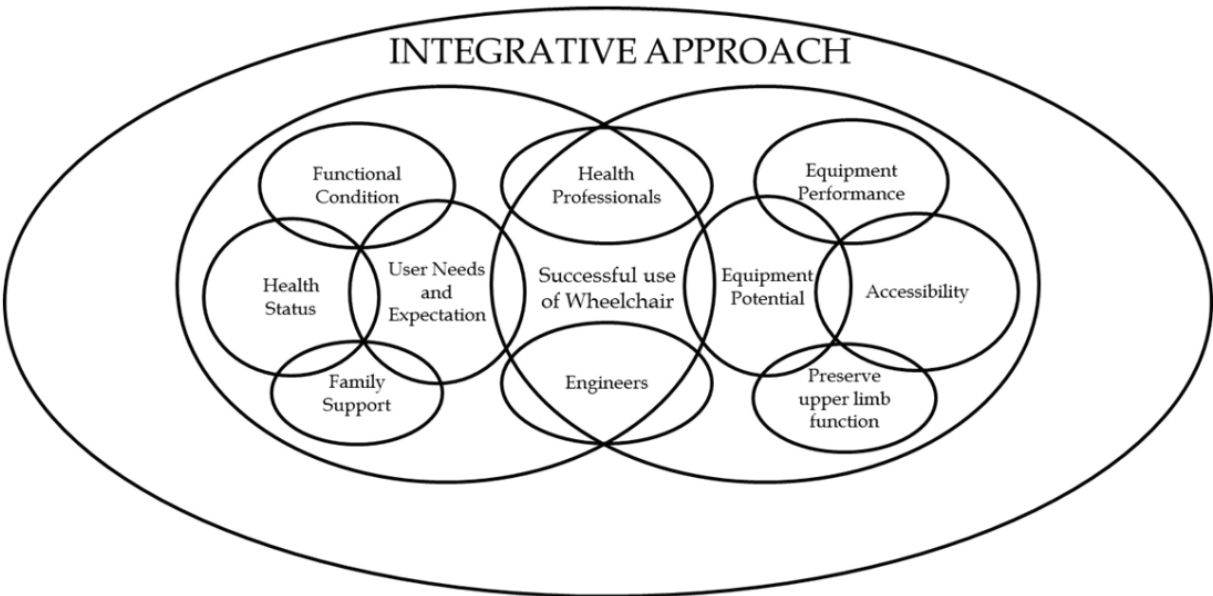 INTEGRATIVE APPROACH
Functional
Condition
Health
Status
Family
Support
User Needs
and
Expectation
Health
Professionals
Successful use
of Wheelchair
Engineers
Equipment
Potential
Equipment
Performance
Accessibility
Preserve
upper limb
function